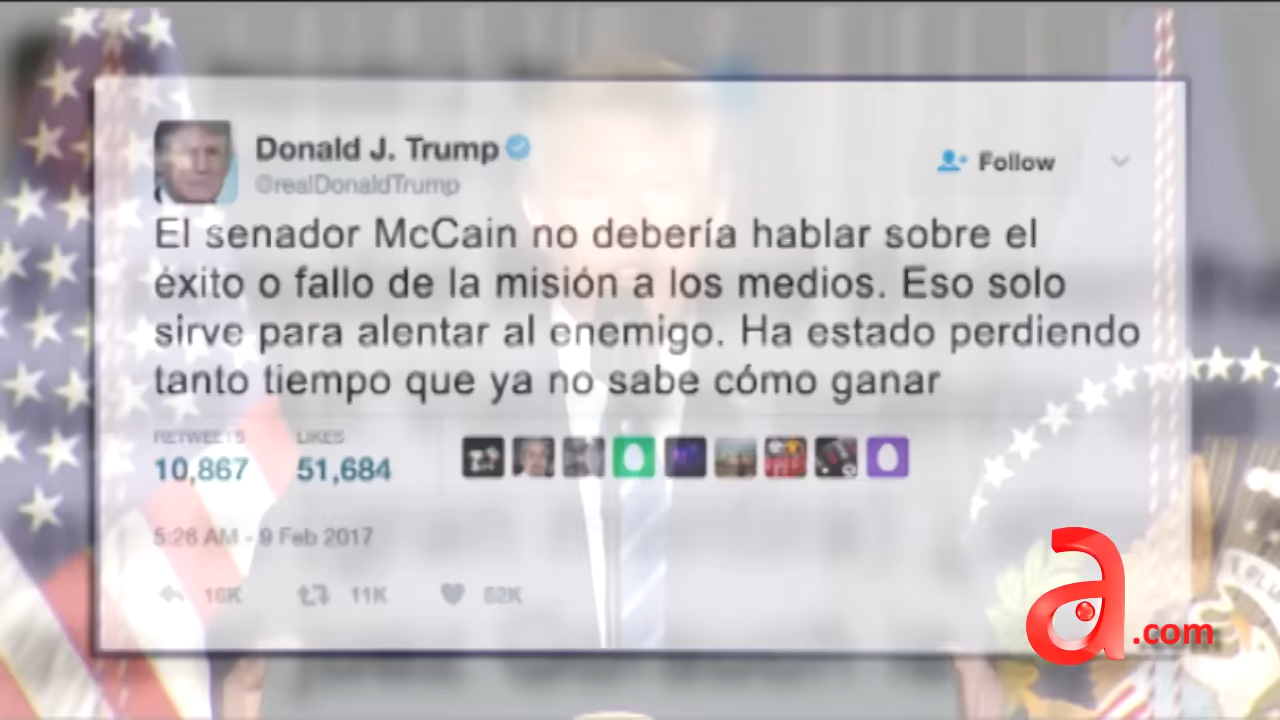 Donald J. Trump
@realDonaldTrump
Follow
El senador McCain no debería hablar sobre el
éxito o fallo de la misión a los medios. Eso solo
sirve para alentar al enemigo. Ha estado perdiendo
tanto tiempo que ya no sabe cómo ganar
RETWEETS LIKES
10,867 51,684
5:26 AM - 9 Feb 2017
16K 11K 52K
a.com